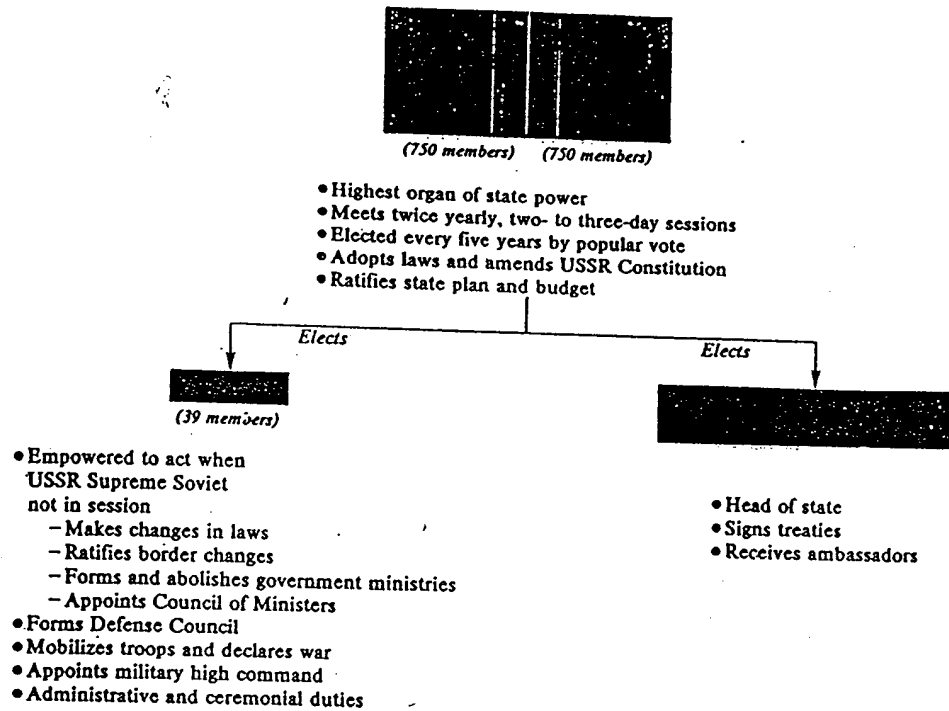 (750 members) (750 members)
• Highest organ of state power
• Meets twice yearly, two- to three-day sessions
• Elected every five years by popular vote
• Adopts laws and amends USSR Constitution
• Ratifies state plan and budget
Elects
Elects
(39 members)
• Empowered to act when
USSR Supreme Soviet
not in session
– Makes changes in laws
– Ratifies border changes
– Forms and abolishes government ministries
– Appoints Council of Ministers
• Forms Defense Council
• Mobilizes troops and declares war
• Appoints military high command
• Administrative and ceremonial duties
• Head of state
• Signs treaties
• Receives ambassadors